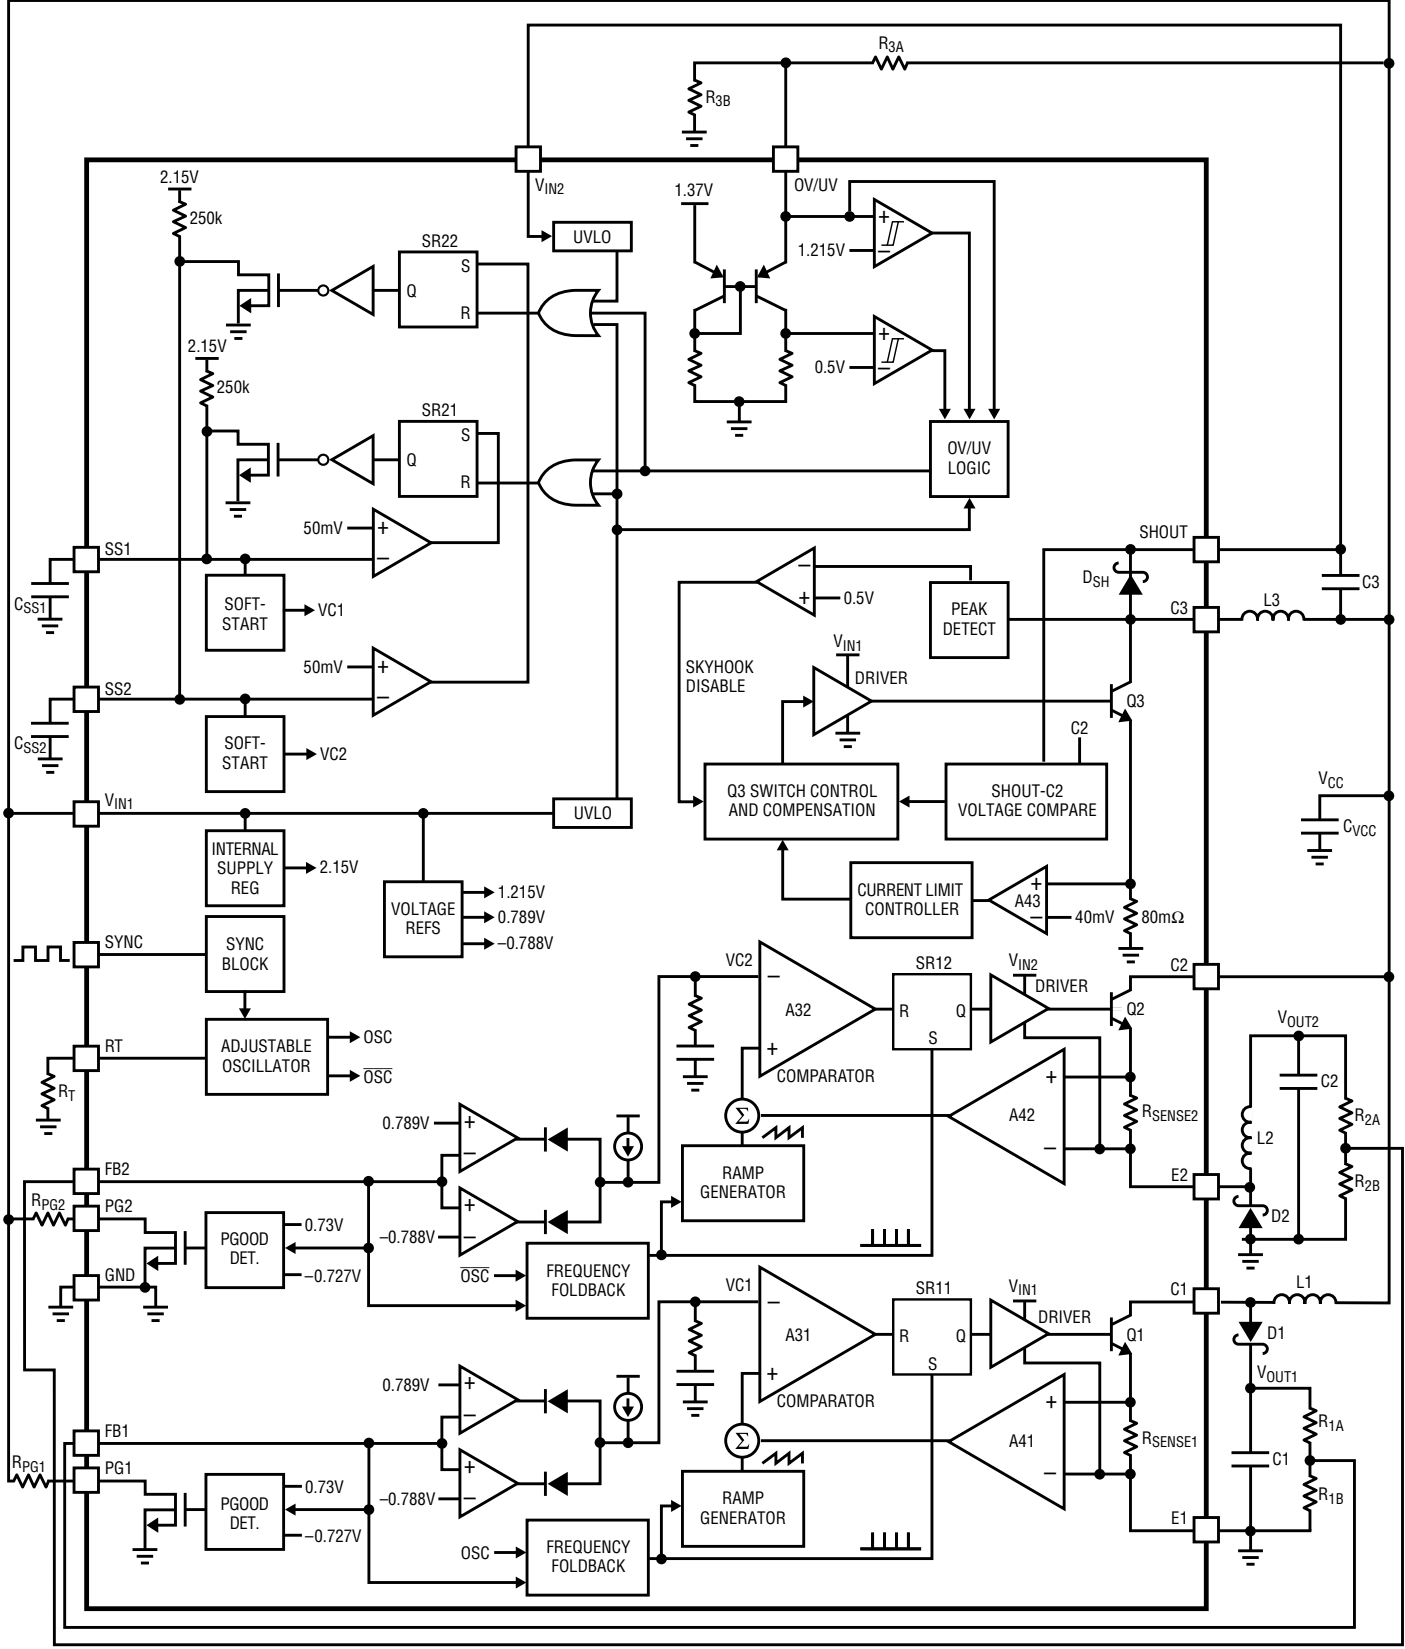 R3A
R3B
2.15V
VIN2
OV/UV
1.37V
250k
UVLO
SR22
S
Q
R
1.215V
2.15V
0.5V
250k
SR21
S
Q
R
OV/UV
LOGIC
50mV
SHOUT
SS1
CSS1
SOFT-
START
VC1
DSH
C3
0.5V
PEAK
DETECT
C3
L3
50mV
SKYHOOK
DISABLE
VIN1
DRIVER
SS2
CSS2
Q3
SOFT-
START
VC2
C2
Q3 SWITCH CONTROL
AND COMPENSATION
SHOUT-C2
VOLTAGE COMPARE
VCC
CVCC
VIN1
UVLO
INTERNAL
SUPPLY
REG
2.15V
VOLTAGE
REFS
1.215V
0.789V
–0.788V
CURRENT LIMIT
CONTROLLER
A43
+
–
40mV
80mΩ
SYNC
SYNC
BLOCK
VC2
A32
COMPARATOR
SR12
R
Q
S
VIN2
DRIVER
C2
Q2
RT
RT
ADJUSTABLE
OSCILLATOR
OSC
OSC
Σ
A42
RSENSE2
VOUT2
C2
R2A
L2
R2B
D2
0.789V
–0.788V
RAMP
GENERATOR
E2
FB2
RPG2
PG2
PGOOD
DET.
0.73V
–0.727V
GND
OSC
FREQUENCY
FOLDBACK
VC1
A31
COMPARATOR
SR11
R
Q
S
VIN1
DRIVER
C1
Q1
L1
D1
VOUT1
0.789V
–0.788V
Σ
A41
RSENSE1
R1A
C1
R1B
FB1
RPG1
PG1
PGOOD
DET.
0.73V
–0.727V
RAMP
GENERATOR
E1
OSC
FREQUENCY
FOLDBACK